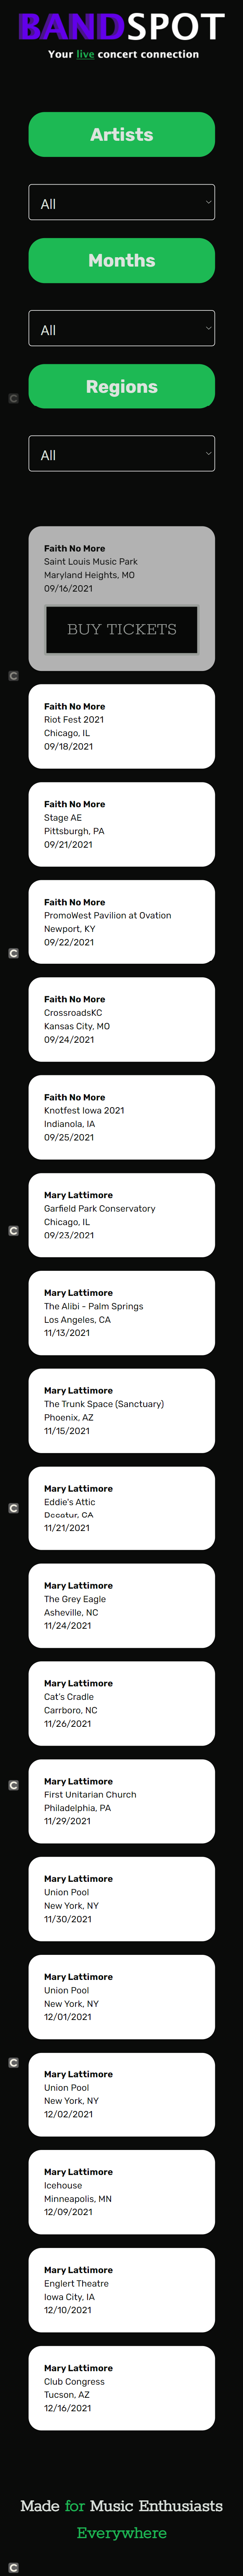 BANDSPOT
Your live concert connection
Artists
All
Months
All
Regions
All
Faith No More
Saint Louis Music Park
Maryland Heights, MO
09/16/2021
BUY TICKETS
Faith No More
Riot Fest 2021
Chicago, IL
09/18/2021
Faith No More
Stage AE
Pittsburgh, PA
09/21/2021
Faith No More
PromoWest Pavilion at Ovation
Newport, KY
09/22/2021
Faith No More
CrossroadsKC
Kansas City, MO
09/24/2021
Faith No More
Knotfest Iowa 2021
Indianola, IA
09/25/2021
Mary Lattimore
Garfield Park Conservatory
Chicago, IL
09/23/2021
Mary Lattimore
The Alibi - Palm Springs
Los Angeles, CA
11/13/2021
Mary Lattimore
The Trunk Space (Sanctuary)
Phoenix, AZ
11/15/2021
Mary Lattimore
Eddie's Attic
Decatur, GA
11/21/2021
Mary Lattimore
The Grey Eagle
Asheville, NC
11/24/2021
Mary Lattimore
Cat's Cradle
Carrboro, NC
11/26/2021
Mary Lattimore
First Unitarian Church
Philadelphia, PA
11/29/2021
Mary Lattimore
Union Pool
New York, NY
11/30/2021
Mary Lattimore
Union Pool
New York, NY
12/01/2021
Mary Lattimore
Union Pool
New York, NY
12/02/2021
Mary Lattimore
Icehouse
Minneapolis, MN
12/09/2021
Mary Lattimore
Englert Theatre
Iowa City, IA
12/10/2021
Mary Lattimore
Club Congress
Tucson, AZ
12/16/2021
Made for Music Enthusiasts
Everywhere